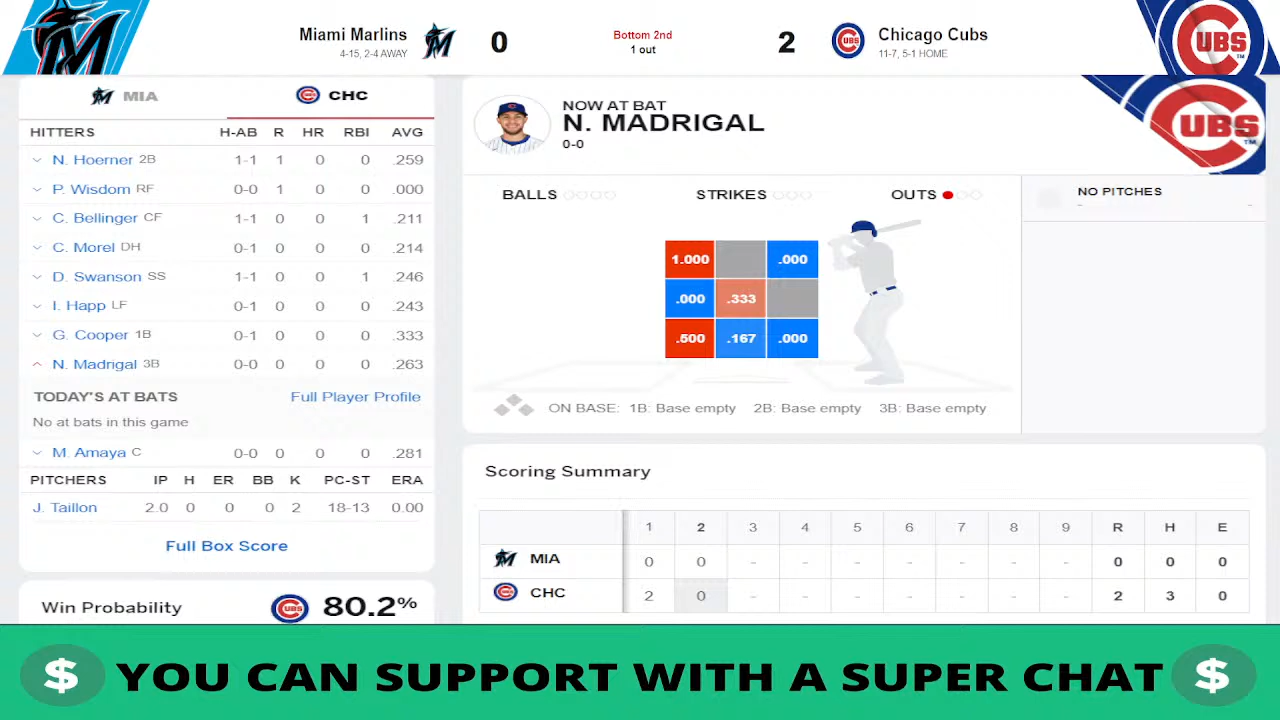 Miami Marlins
4-15, 2-4 AWAY
0
Bottom 2nd
1 out
2
CUBS
Chicago Cubs
11-7, 5-1 HOME
UBS
TM
MIA
CHC
HITTERS H-AB R HR RBI AVG
N. Hoerner 2B 1-1 1 0 0 .259
P. Wisdom RF 0-0 1 0 0 .000
C. Bellinger CF 1-1 0 0 1 .211
C. Morel DH 0-1 0 0 0 .214
D. Swanson SS 1-1 0 0 1 .246
I. Happ LF 0-1 0 0 0 .243
G. Cooper 1B 0-1 0 0 0 .333
N. Madrigal 3B 0-0 0 0 0 .263
TODAY'S AT BATS Full Player Profile
No at bats in this game
M. Amaya C 0-0 0 0 0 .281
PITCHERS IP H ER BB K PC-ST ERA
J. Taillon 2.0 0 0 0 2 18-13 0.00
Full Box Score
Win Probability CUBS 80.2%
NOW AT BAT
N. MADRIGAL
0-0
UBS
TM
BALLS STRIKES OUTS
NO PITCHES
- -
1.000 .000
.000 .333
.500 .167 .000
ON BASE: 1B: Base empty 2B: Base empty 3B: Base empty
Scoring Summary
1 2 3 4 5 6 7 8 9 R H E
MIA 0 0 - - - - - - - 0 0 0
CHC 2 0 - - - - - - - 2 3 0
$ YOU CAN SUPPORT WITH A SUPER CHAT $